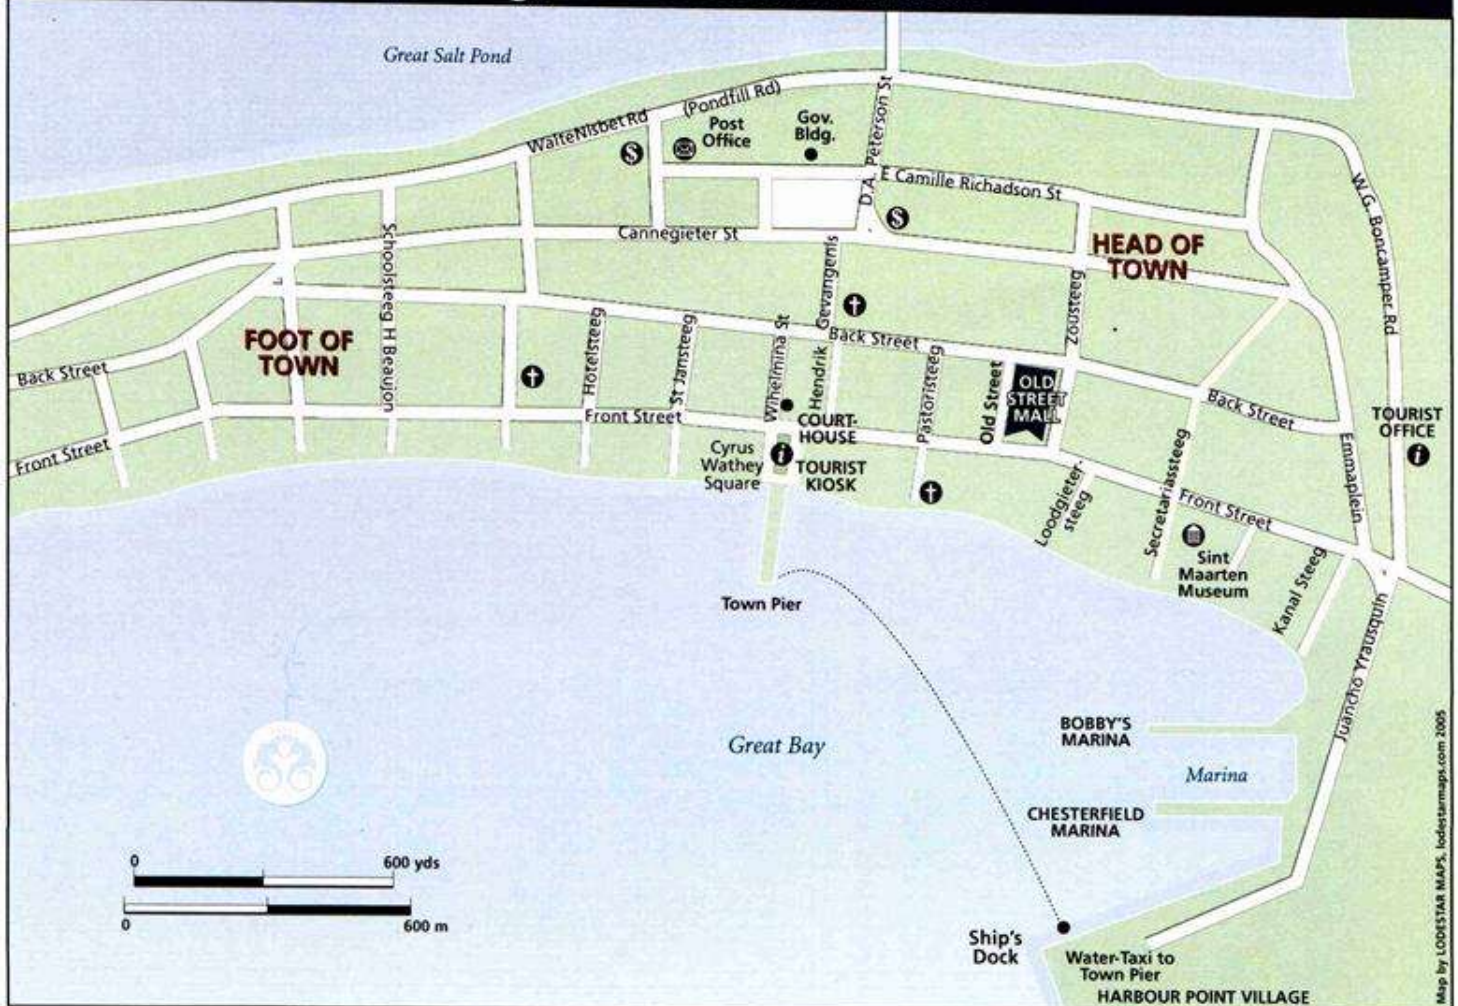 Great Salt Pond
(Pondfill Rd)
WalteNisbet Rd
Post
Office
Gov.
Bldg.
D.A. Peterson St
E Camille Richadson St
$
$
Cannegieter St
HEAD OF
TOWN
W.G. Boncamper Rd
Schoolsteeg H Beaujon
Gevangenis
Hendrik
Zousteeg
FOOT OF
TOWN
Back Street
Back Street
Back Street
Hotelsteeg
St Jansteeg
Wihelmina St
Pastoristeeg
Old Street
OLD
STREET
MALL
Front Street
Front Street
Front Street
COURT-
HOUSE
Cyrus
Wathey
Square
i
TOURIST
KIOSK
TOURIST
OFFICE
i
Emmaplein
Loodgieter-
steeg
Secretariassteeg
Sint
Maarten
Museum
Kanal Steeg
Juancho Yrausquin
Town Pier
Great Bay
BOBBY'S
MARINA
Marina
CHESTERFIELD
MARINA
0 600 yds
0 600 m
Ship's
Dock
Water-Taxi to
Town Pier
HARBOUR POINT VILLAGE
Map by LODESTAR MAPS, lodestarmaps.com 2005